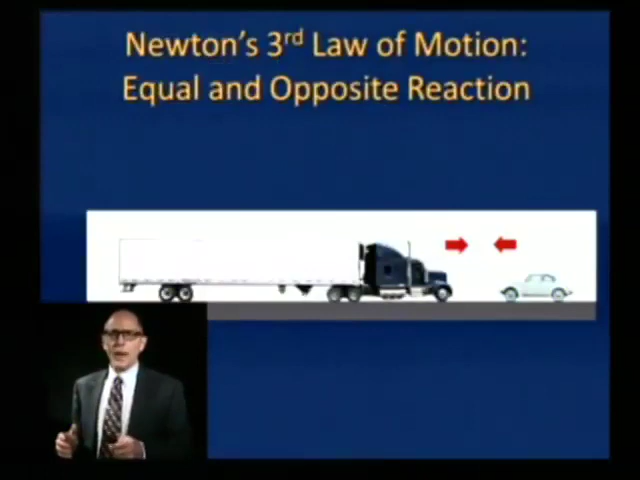 Newton's 3rd Law of Motion:
Equal and Opposite Reaction